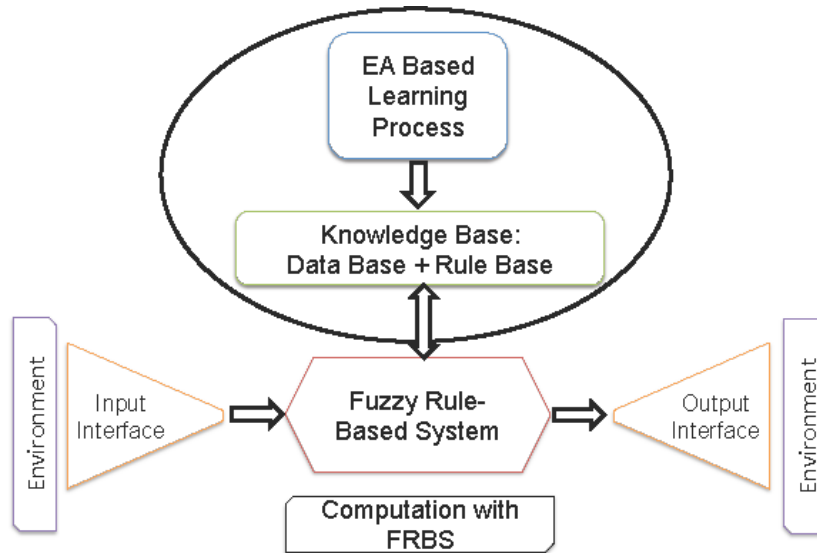 EA Based
Learning
Process
Knowledge Base:
Data Base + Rule Base
Environment
Input
Interface
Fuzzy Rule-
Based System
Output
Interface
Environment
Computation with
FRBS